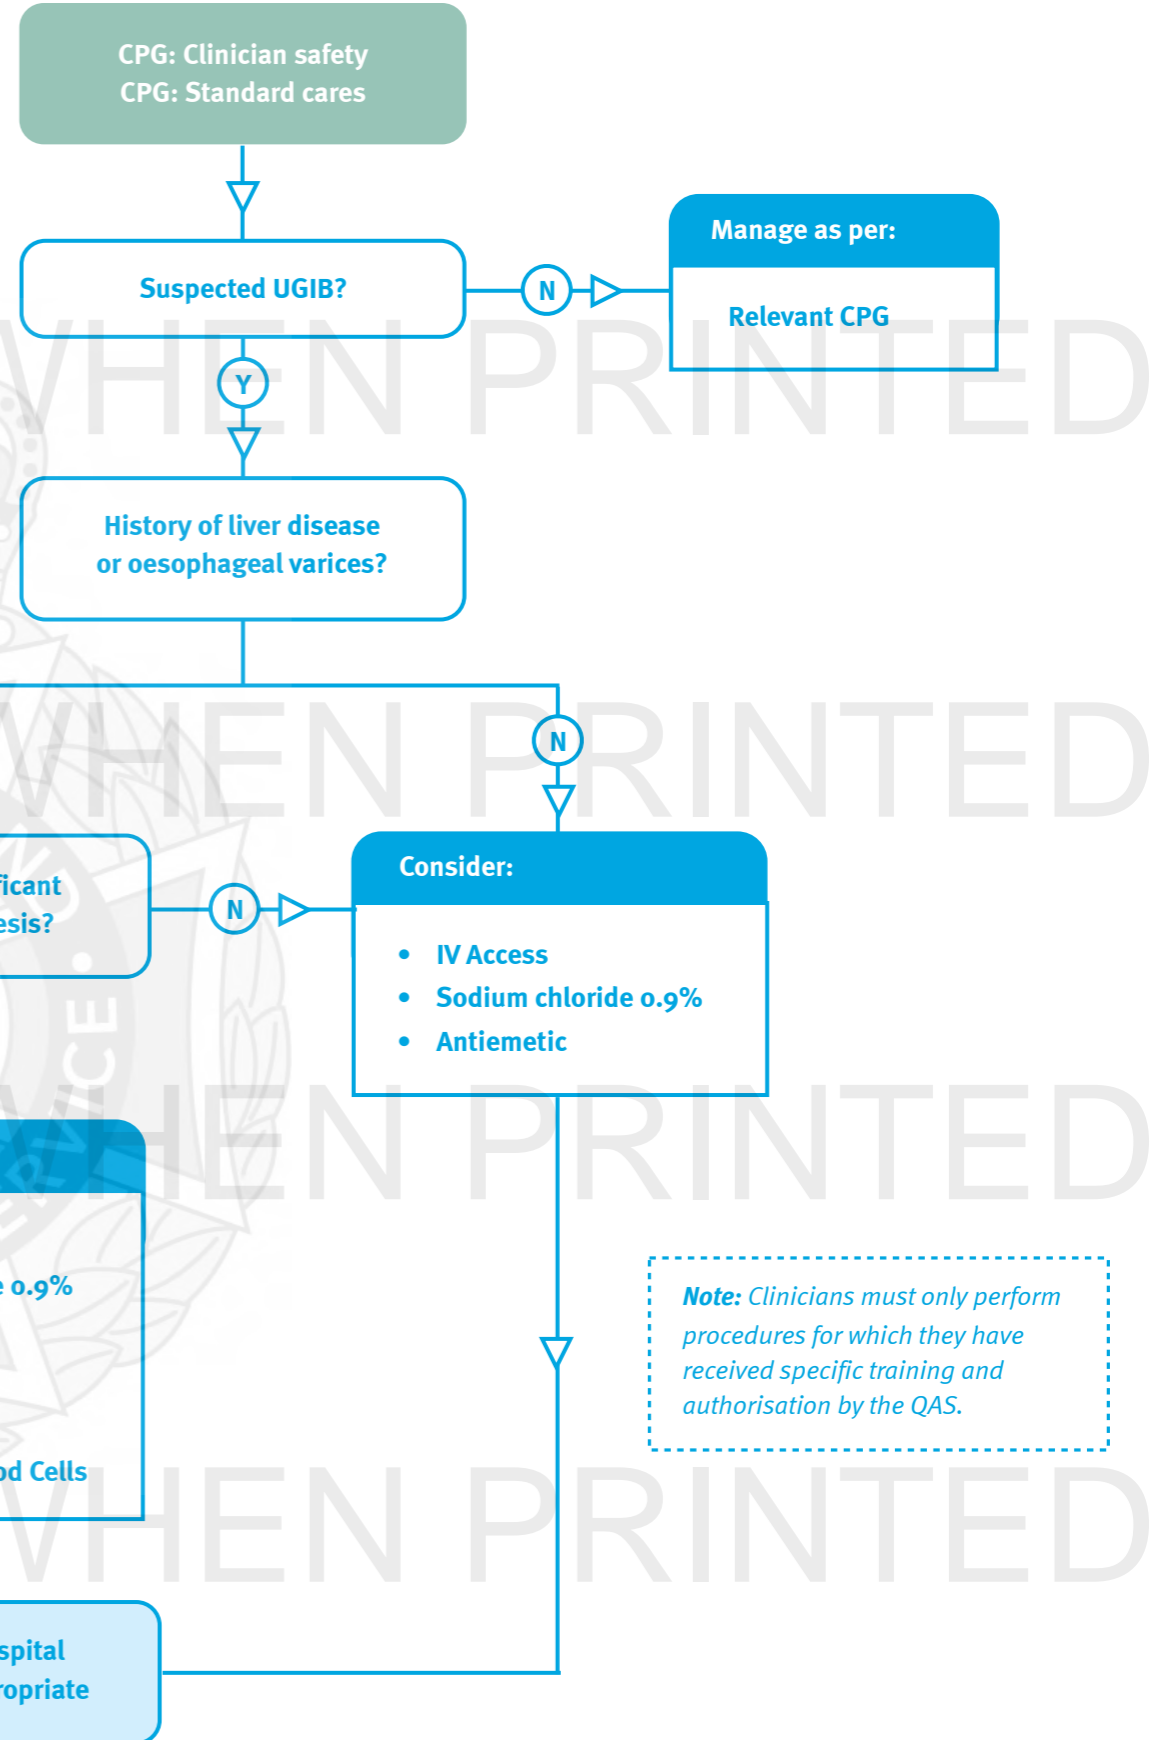 CPG: Clinician safety
CPG: Standard cares
Suspected UGIB?
N
Manage as per:
Relevant CPG
Y
History of liver disease
or oesophageal varices?
N
ficant
esis?
N
Consider:
• IV Access
• Sodium chloride 0.9%
• Antiemetic
e 0.9%
od Cells
Note: Clinicians must only perform
procedures for which they have
received specific training and
authorisation by the QAS.
spital
ropriate
WHEN PRINTED
WHEN PRINTED
WHEN PRINTED
WHEN PRINTED